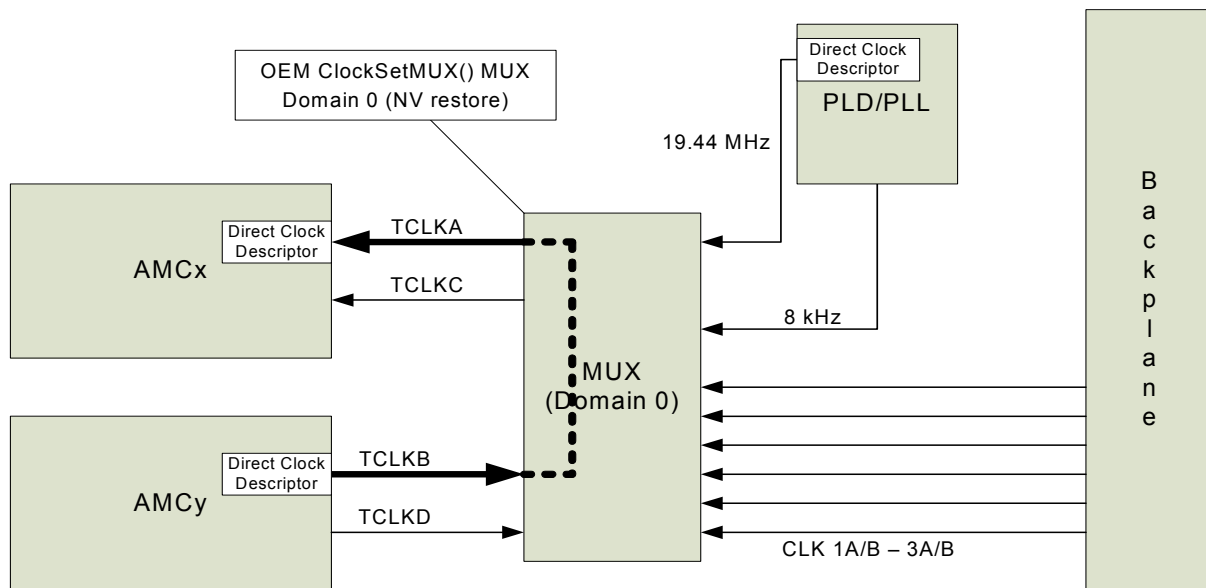 OEM ClockSetMUX() MUX
Domain 0 (NV restore)
Direct Clock
Descriptor
PLD/PLL
19.44 MHz
8 kHz
Direct Clock
Descriptor
AMCx
TCLKA
TCLKC
MUX
(Domain 0)
Direct Clock
Descriptor
AMCy
TCLKB
TCLKD
CLK 1A/B – 3A/B
B
a
c
k
p
l
a
n
e